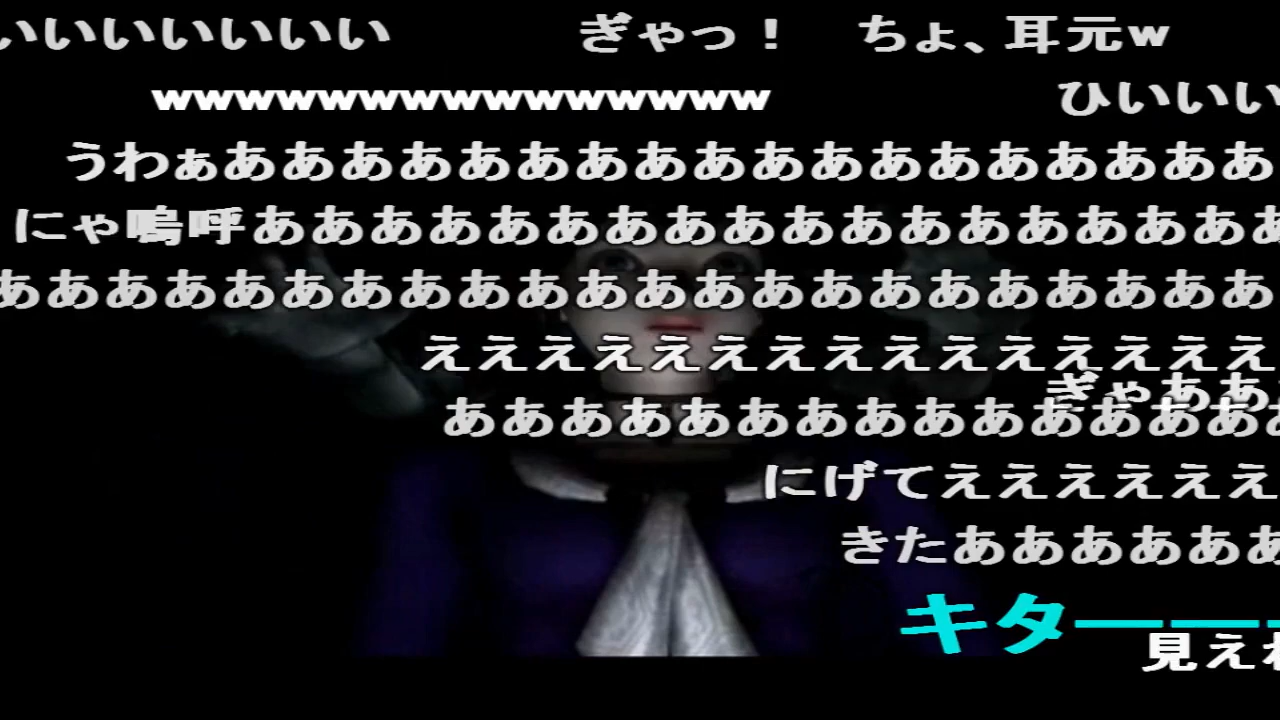 いいいいいいい ぎゃっ！ ちょ、耳元w
wwwwwwwwwwwwwww ひいいい
うわぁああああああああああああああああああ
にゃ嗚呼ああああああああああああああああああ
ああああああああああああああああああああああ
えええええええええええええええ
ぎゃああ
あああああああああああああああ
にげてええええええ
きたああああああ
キター———
見えね